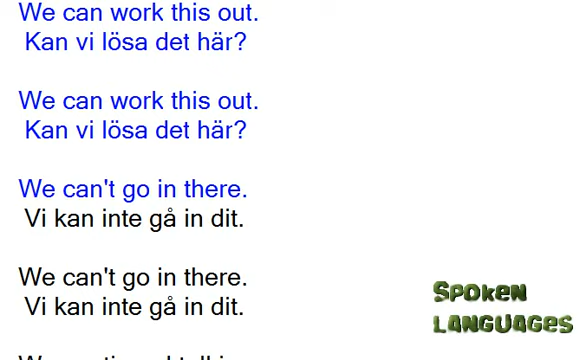 We can work this out.
Kan vi lösa det här?
We can work this out.
Kan vi lösa det här?
We can't go in there.
Vi kan inte gå in dit.
We can't go in there.
Vi kan inte gå in dit.
Spoken
Languages